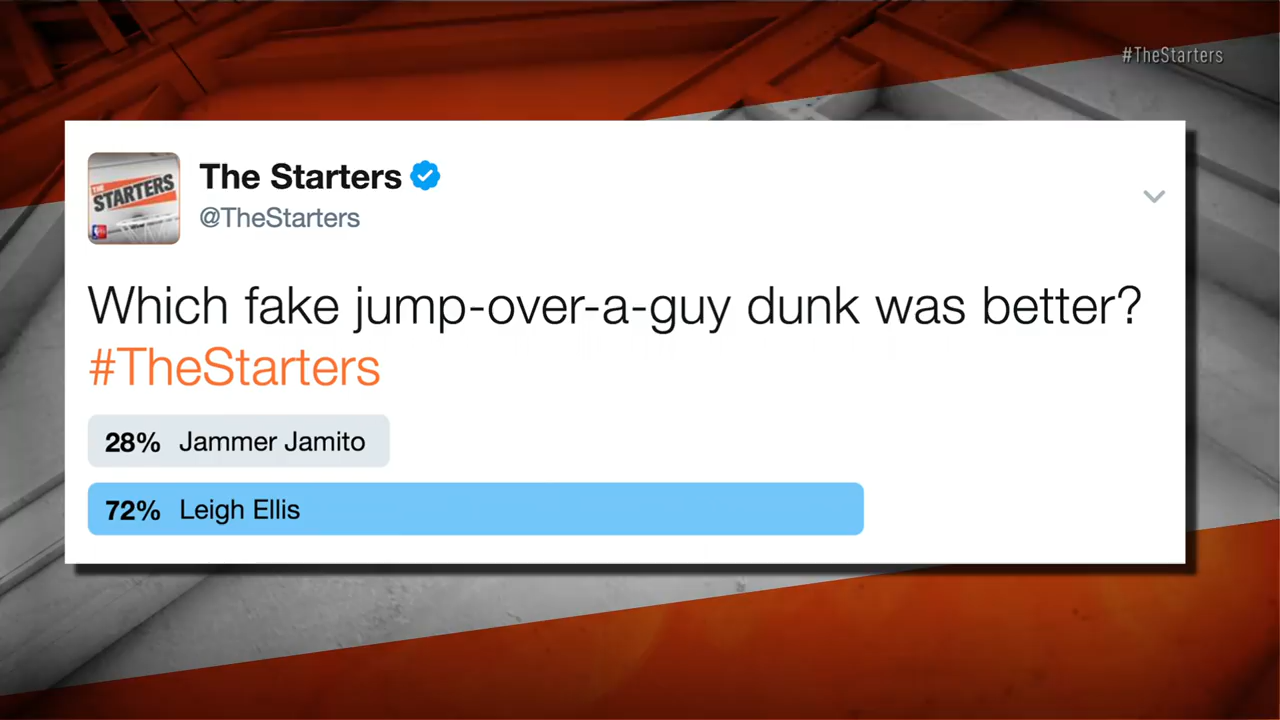 #TheStarters
THE
STARTERS
The Starters
@TheStarters
Which fake jump-over-a-guy dunk was better?
#TheStarters
28% Jammer Jamito
72% Leigh Ellis